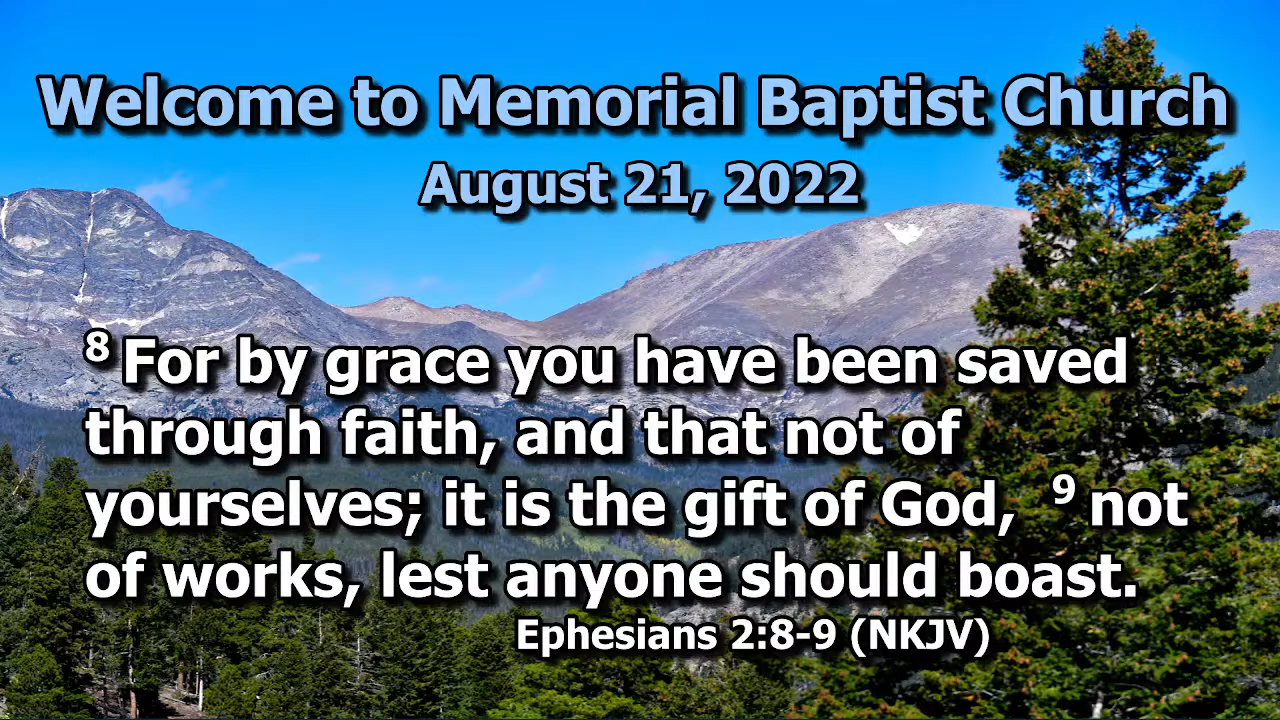 Welcome to Memorial Baptist Church
August 21, 2022
8 For by grace you have been saved
through faith, and that not of
yourselves; it is the gift of God, 9 not
of works, lest anyone should boast.
Ephesians 2:8-9 (NKJV)